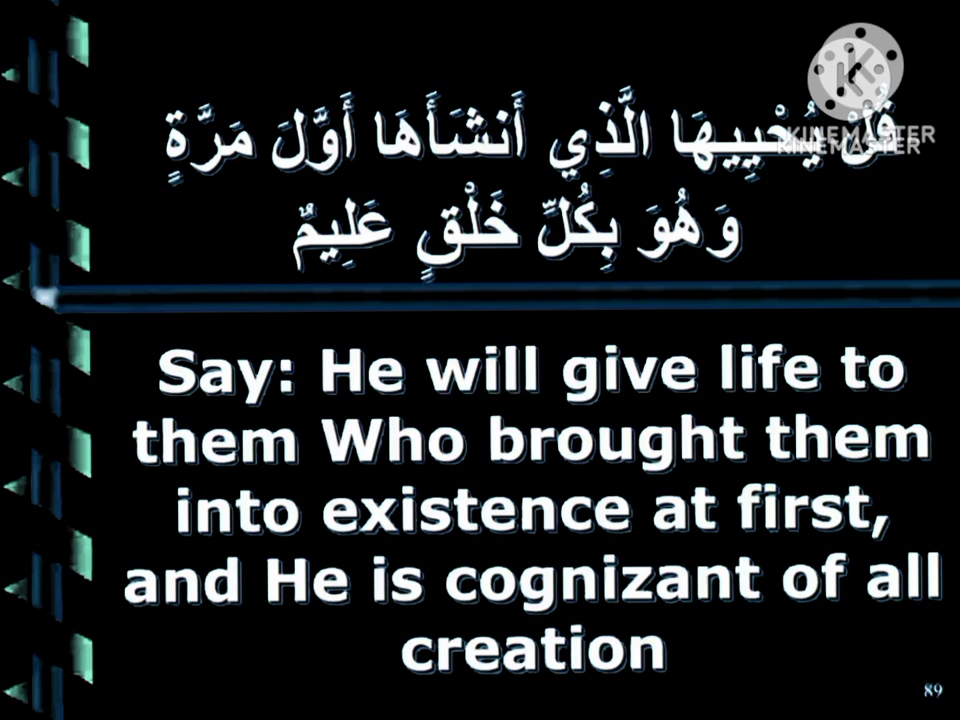 KINEMASTER
KINEMASTER
قُلْ يُحْيِيهَا الَّذِي أَنشَأَهَا أَوَّلَ مَرَّةٍ
وَهُوَ بِكُلِّ خَلْقٍ عَلِيمٌ
Say: He will give life to
them Who brought them
into existence at first,
and He is cognizant of all
creation
89